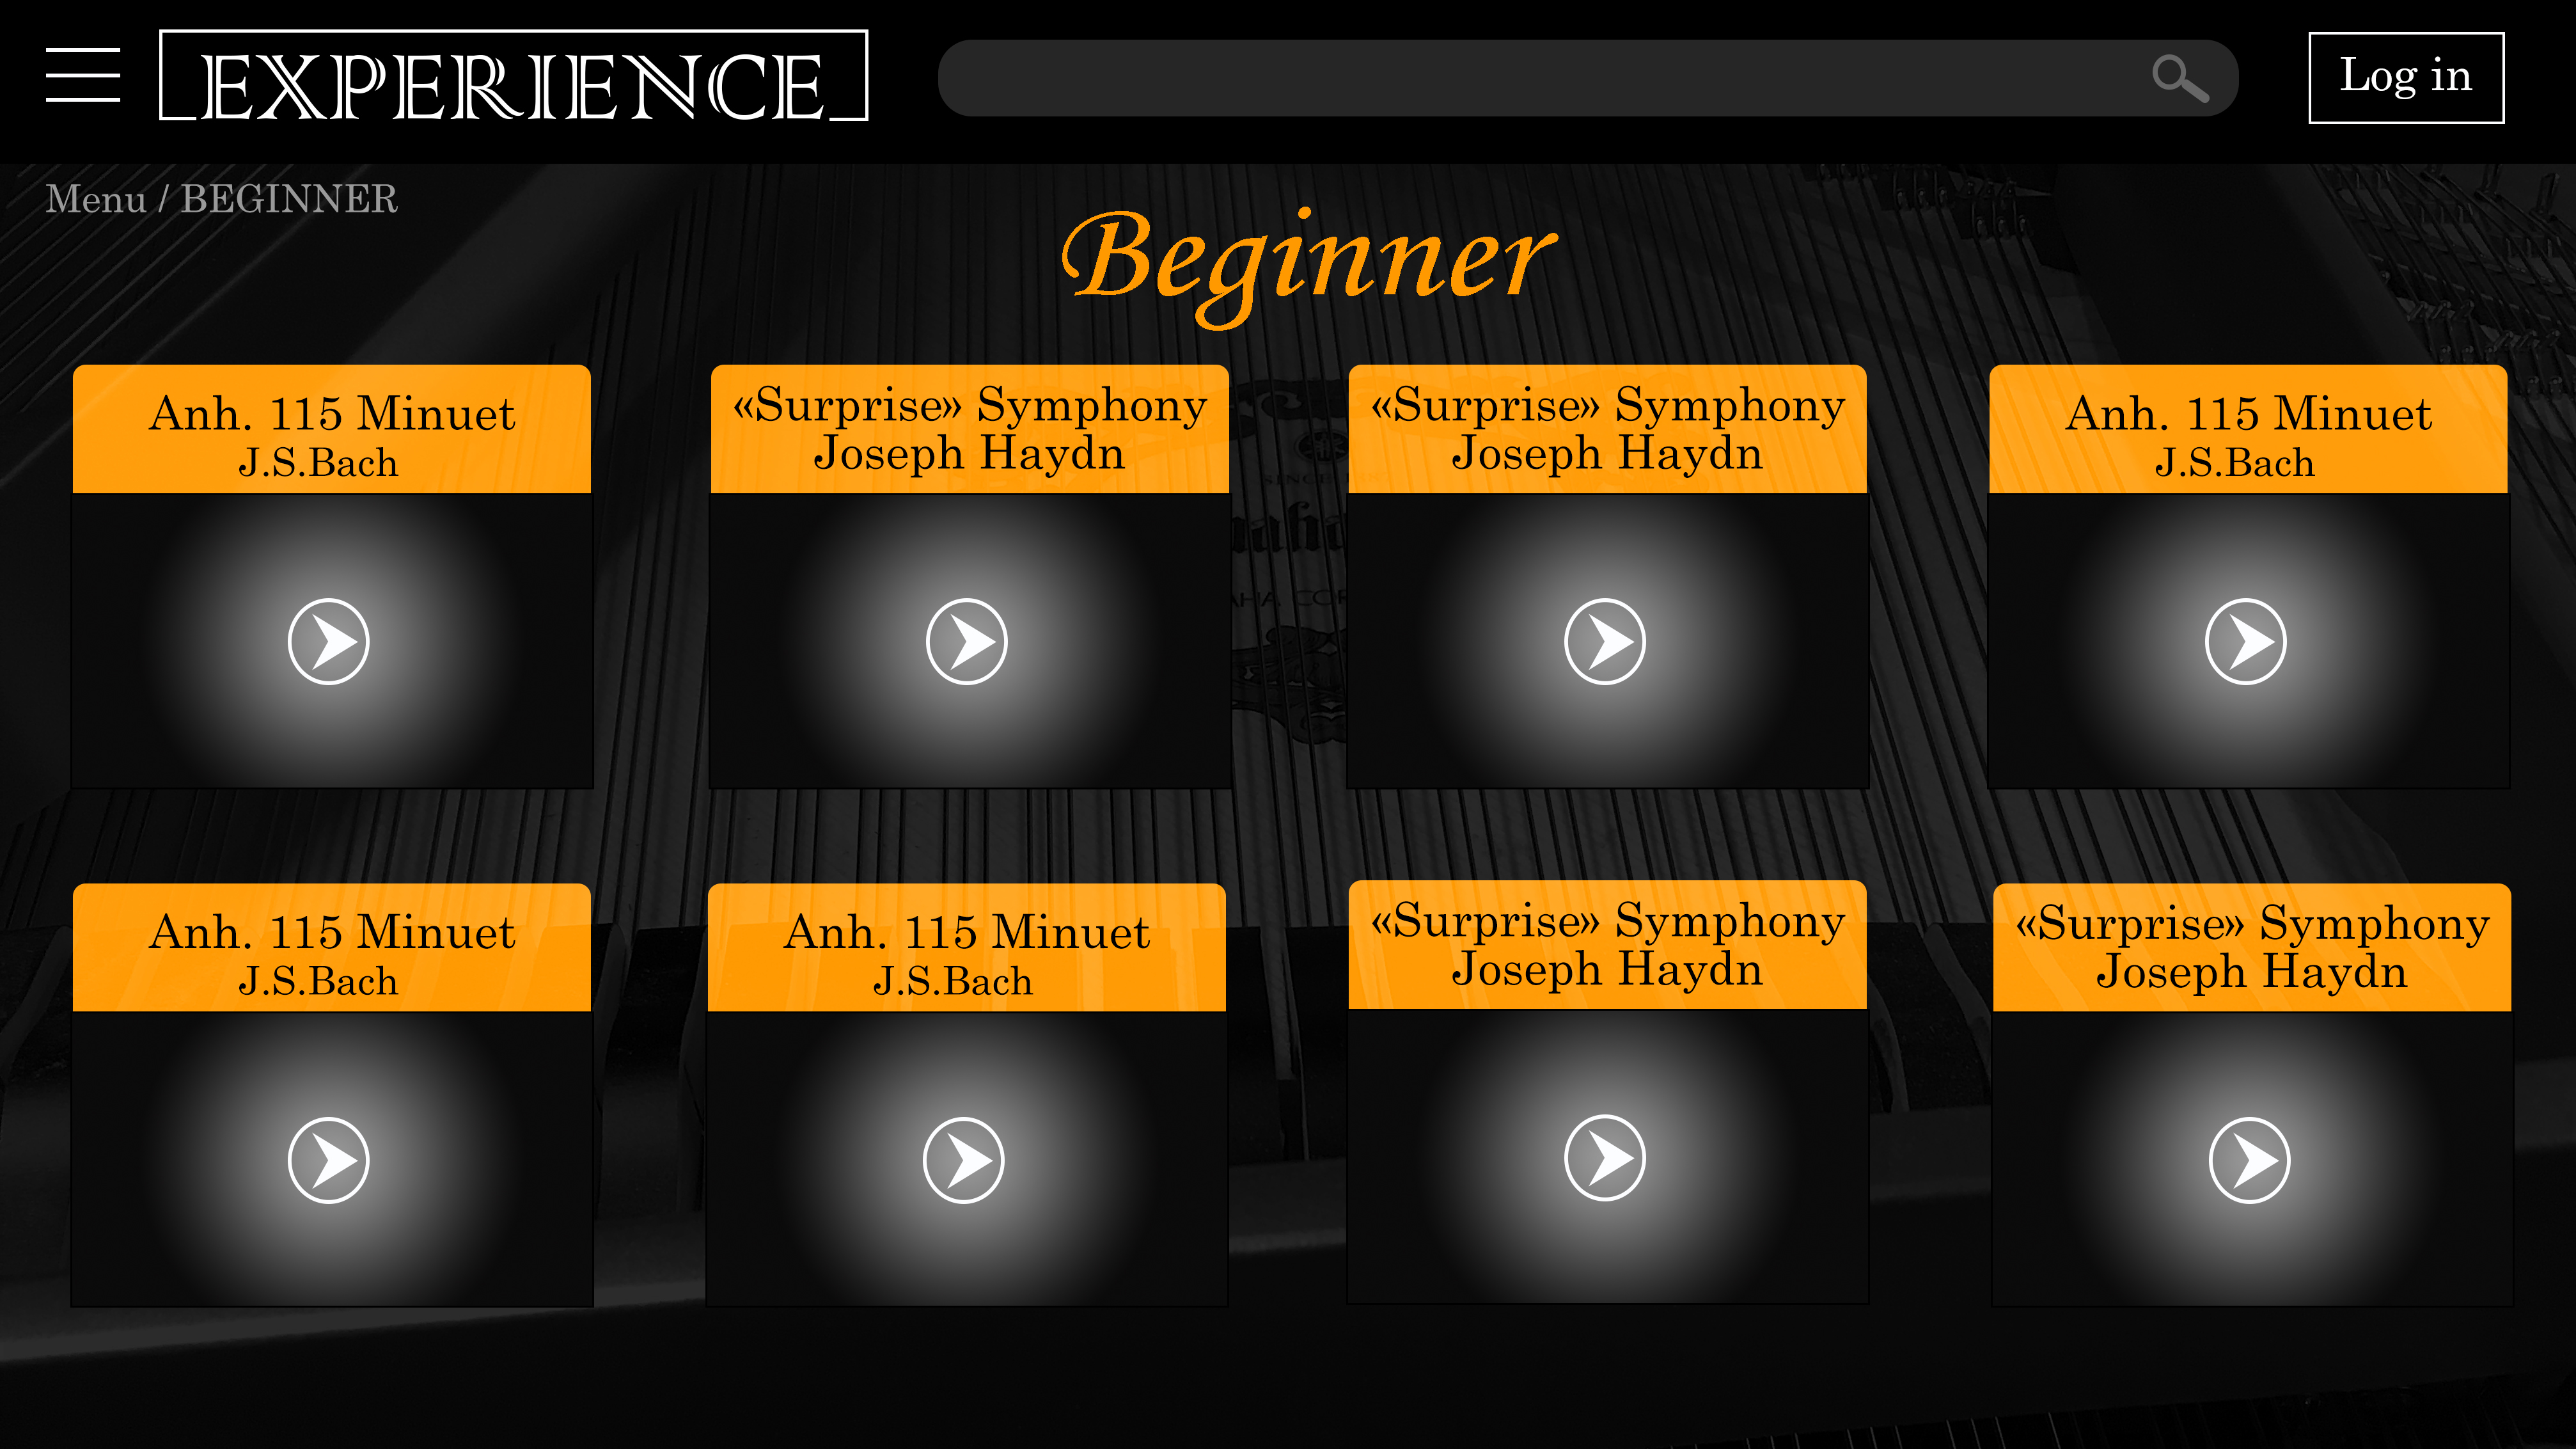 EXPERIENCE
Log in
Menu / BEGINNER
Beginner
Anh. 115 Minuet
J.S.Bach
«Surprise» Symphony
Joseph Haydn
«Surprise» Symphony
Joseph Haydn
Anh. 115 Minuet
J.S.Bach
Anh. 115 Minuet
J.S.Bach
Anh. 115 Minuet
J.S.Bach
«Surprise» Symphony
Joseph Haydn
«Surprise» Symphony
Joseph Haydn